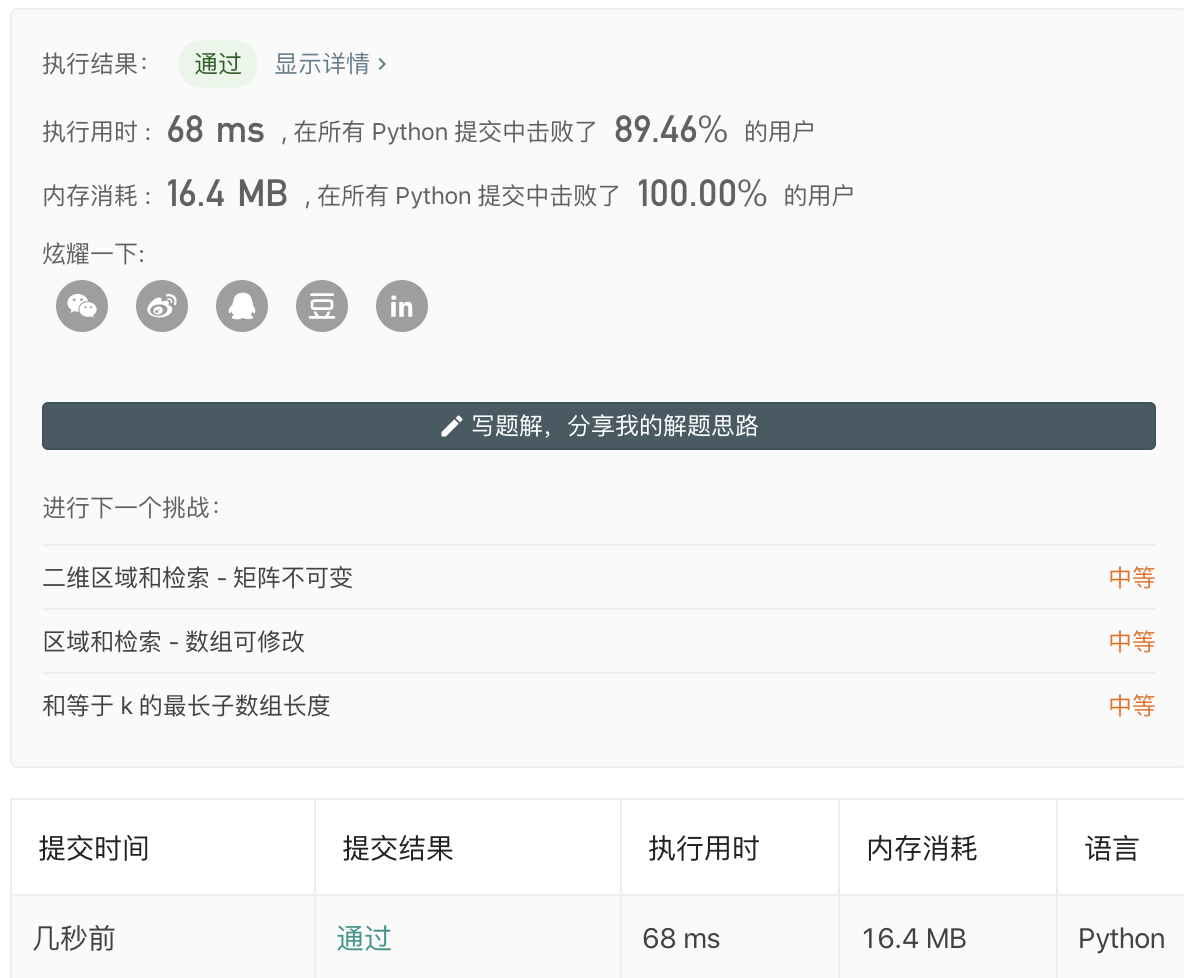 执行结果： 通过 显示详情 ›
执行用时 : 68 ms , 在所有 Python 提交中击败了 89.46% 的用户
内存消耗 : 16.4 MB , 在所有 Python 提交中击败了 100.00% 的用户
炫耀一下:
豆 in
写题解，分享我的解题思路
进行下一个挑战：
二维区域和检索 - 矩阵不可变 中等
区域和检索 - 数组可修改 中等
和等于 k 的最长子数组长度 中等
提交时间 提交结果 执行用时 内存消耗 语言
几秒前 通过 68 ms 16.4 MB Python